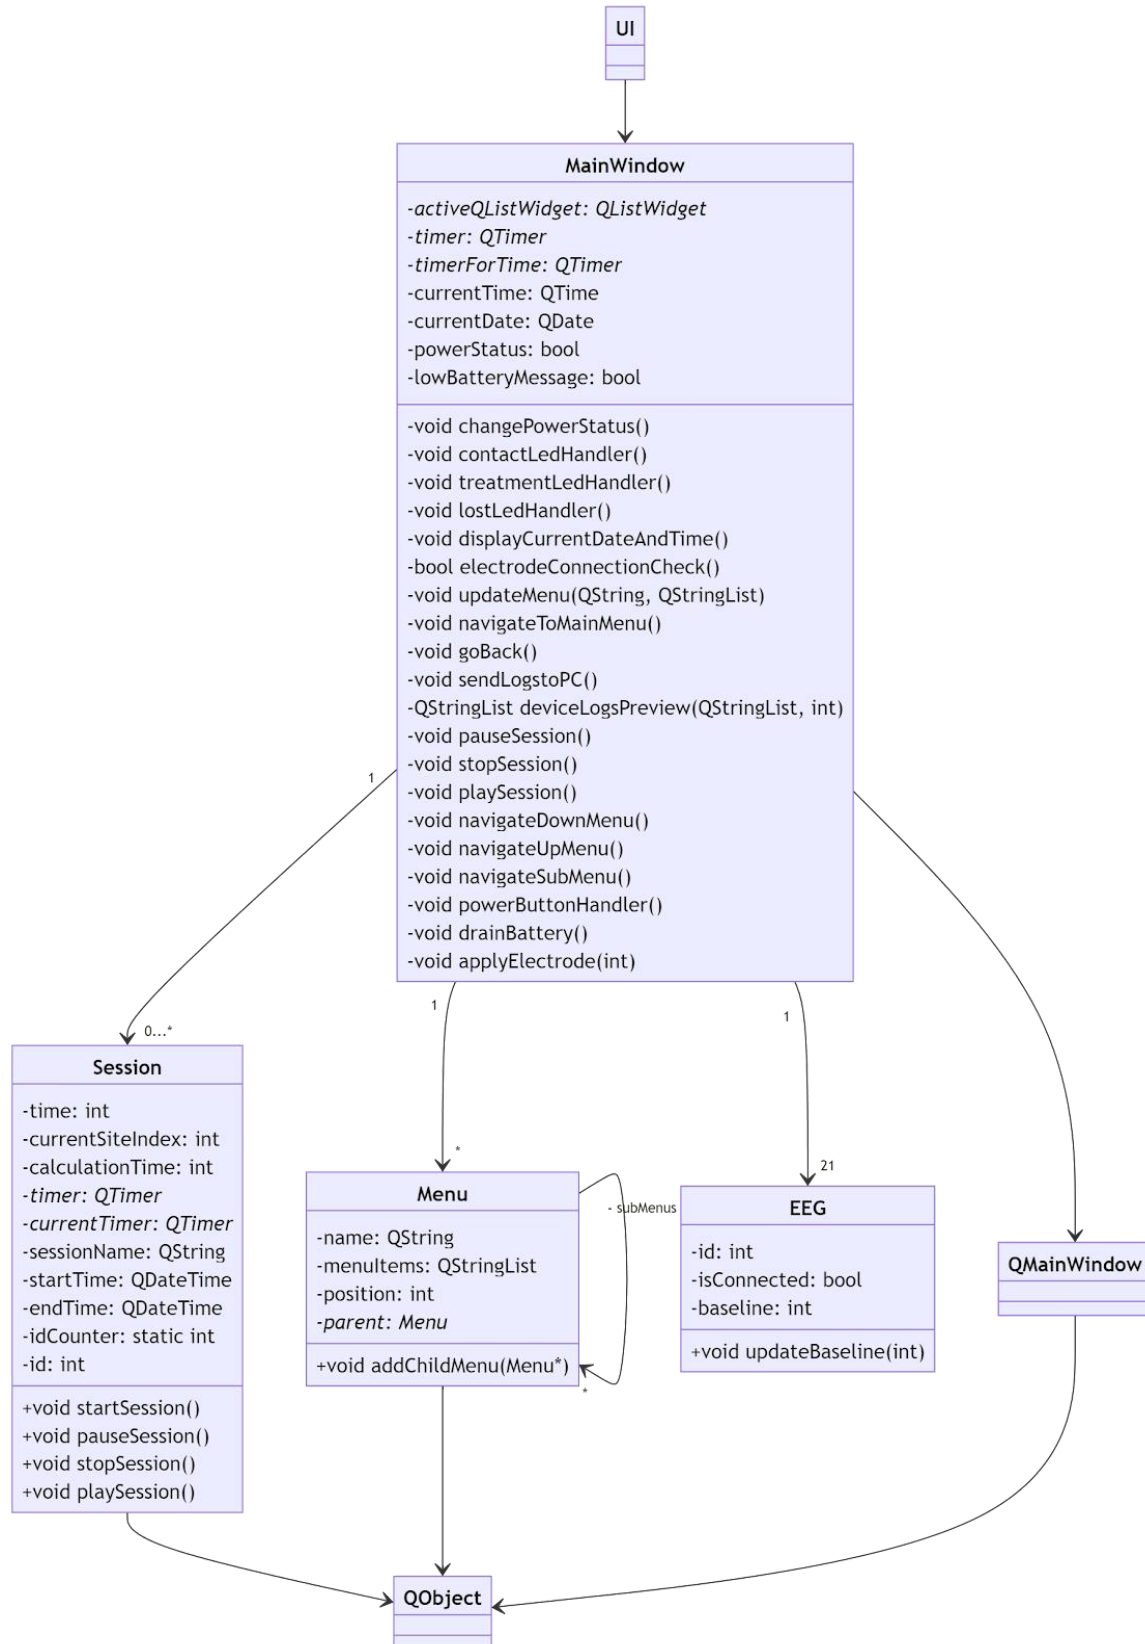 UI
MainWindow
-activeQListWidget: QListWidget
-timer: QTimer
-timerForTime: QTimer
-currentTime: QTime
-currentDate: QDate
-powerStatus: bool
-lowBatteryMessage: bool
-void changePowerStatus()
-void contactLedHandler()
-void treatmentLedHandler()
-void lostLedHandler()
-void displayCurrentDateAndTime()
-bool electrodeConnectionCheck()
-void updateMenu(QString, QStringList)
-void navigateToMainMenu()
-void goBack()
-void sendLogstoPC()
-QStringList deviceLogsPreview(QStringList, int)
-void pauseSession()
-void stopSession()
-void playSession()
-void navigateDownMenu()
-void navigateUpMenu()
-void navigateSubMenu()
-void powerButtonHandler()
-void drainBattery()
-void applyElectrode(int)
1
0...*
1
*
1
21
Session
-time: int
-currentSiteIndex: int
-calculationTime: int
-timer: QTimer
-currentTimer: QTimer
-sessionName: QString
-startTime: QDateTime
-endTime: QDateTime
-idCounter: static int
-id: int
+void startSession()
+void pauseSession()
+void stopSession()
+void playSession()
Menu
-name: QString
-menuItems: QStringList
-position: int
-parent: Menu
+void addChildMenu(Menu*)
- subMenus
*
EEG
-id: int
-isConnected: bool
-baseline: int
+void updateBaseline(int)
QMainWindow
QObject